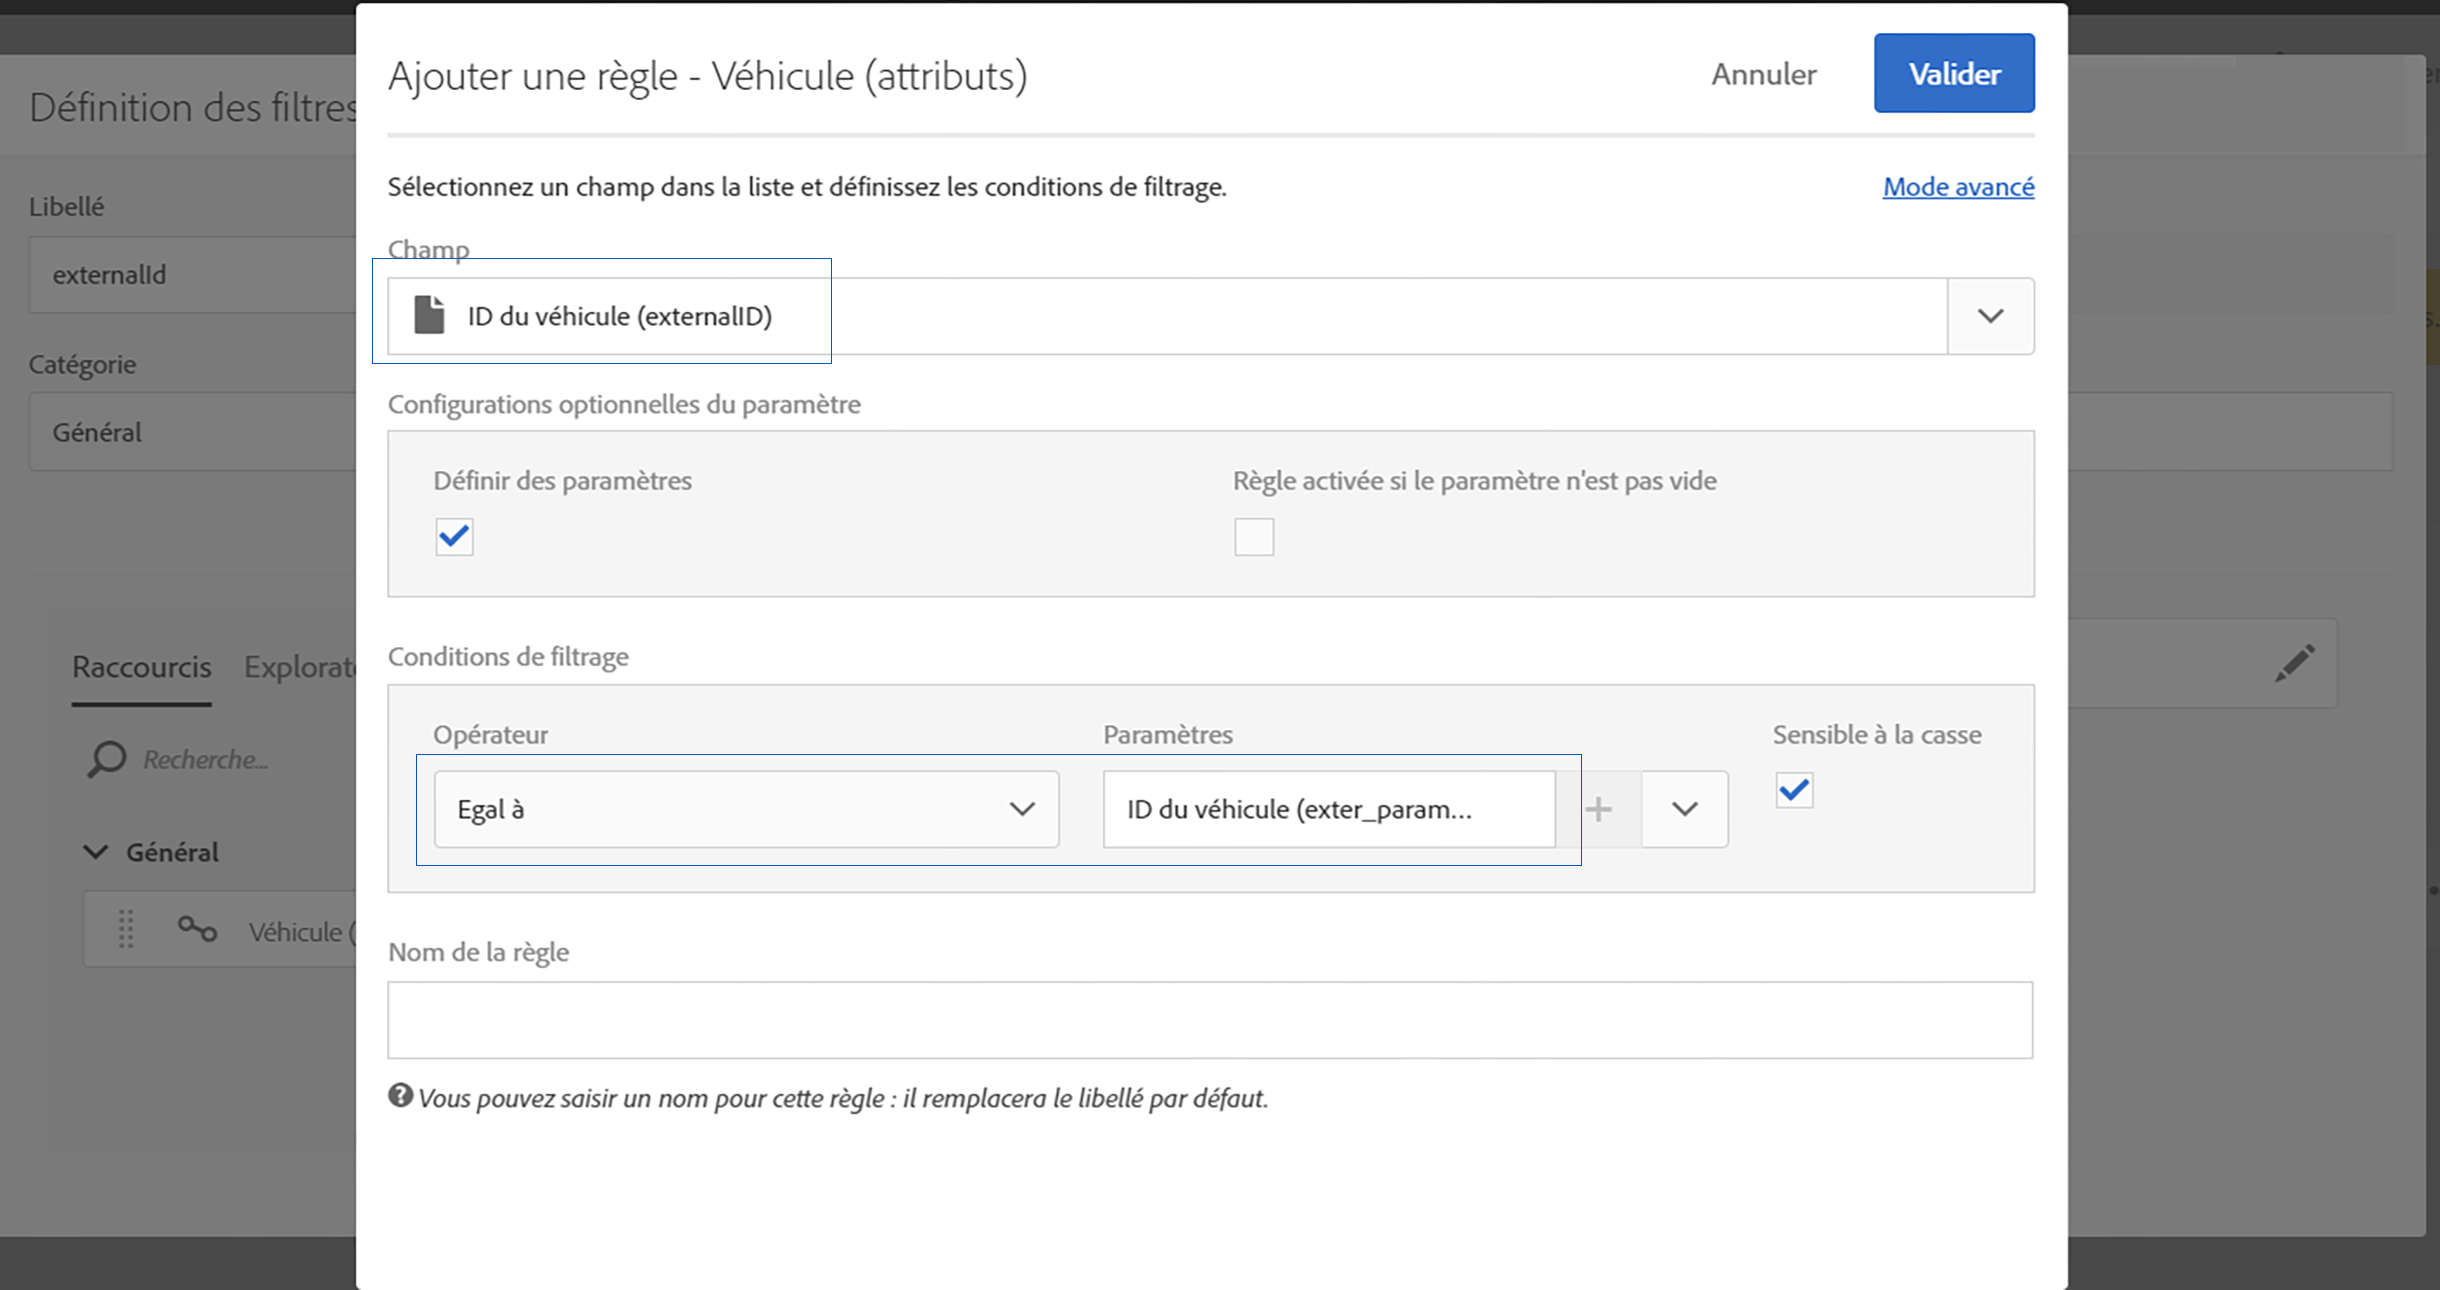 Ajouter une règle - Véhicule (attributs)
Annuler
Valider
Définition des filtres
Sélectionnez un champ dans la liste et définissez les conditions de filtrage.
Mode avancé
Libellé
externalId
Champ
ID du véhicule (externalID)
Catégorie
Général
Configurations optionnelles du paramètre
Définir des paramètres
Règle activée si le paramètre n'est pas vide
Conditions de filtrage
Raccourcis
Explorate
Opérateur
Paramètres
Sensible à la casse
Recherche...
Egal à
ID du véhicule (exter_param...
Général
Véhicule (
Nom de la règle
Vous pouvez saisir un nom pour cette règle : il remplacera le libellé par défaut.